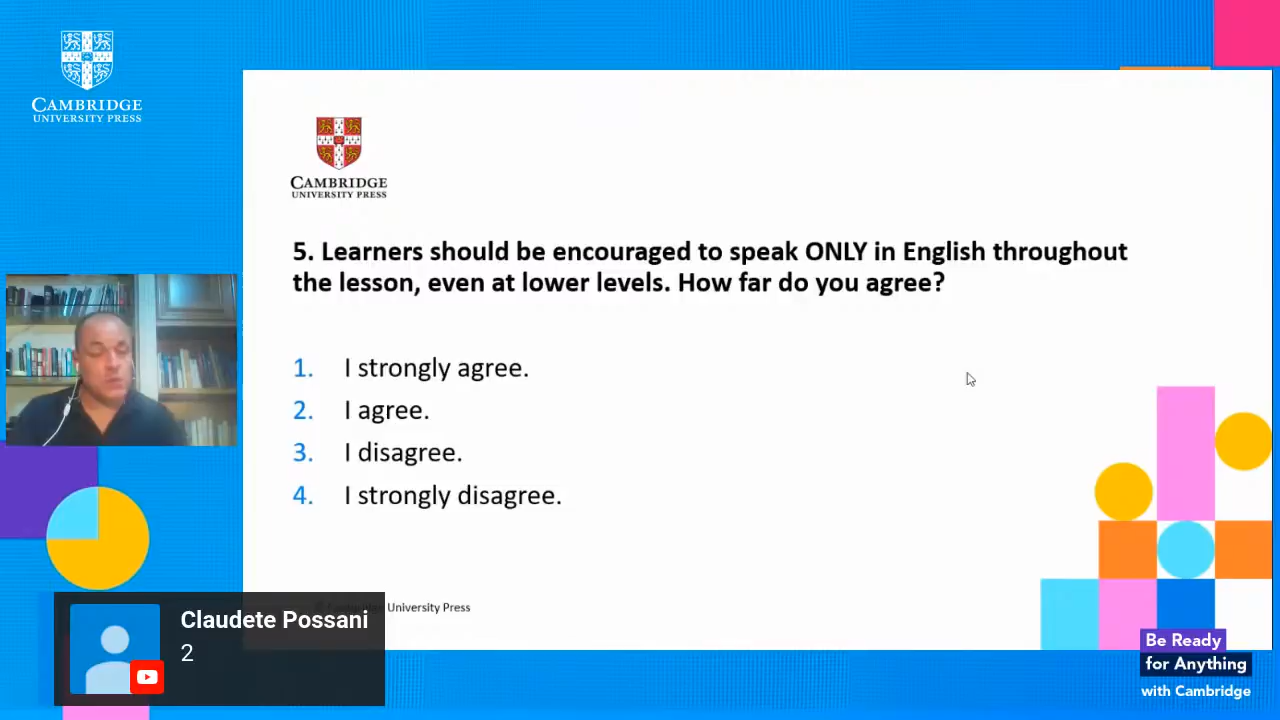 CAMBRIDGE
UNIVERSITY PRESS
CAMBRIDGE
UNIVERSITY PRESS
5. Learners should be encouraged to speak ONLY in English throughout
the lesson, even at lower levels. How far do you agree?
1. I strongly agree.
2. I agree.
3. I disagree.
4. I strongly disagree.
University Press
Claudete Possani
2
Be Ready
for Anything
with Cambridge